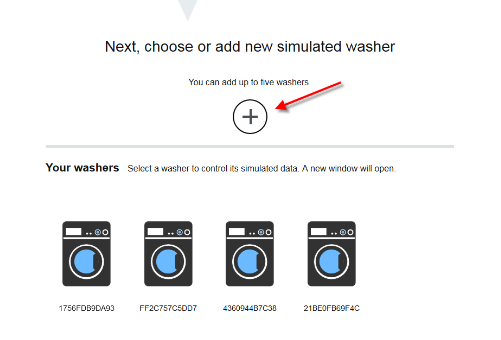 Next, choose or add new simulated washer
You can add up to five washers
Your washers Select a washer to control its simulated data. A new window will open.
1756FDB9DA93 FF2C757C5DD7 4360944B7C38 21BE0FB69F4C